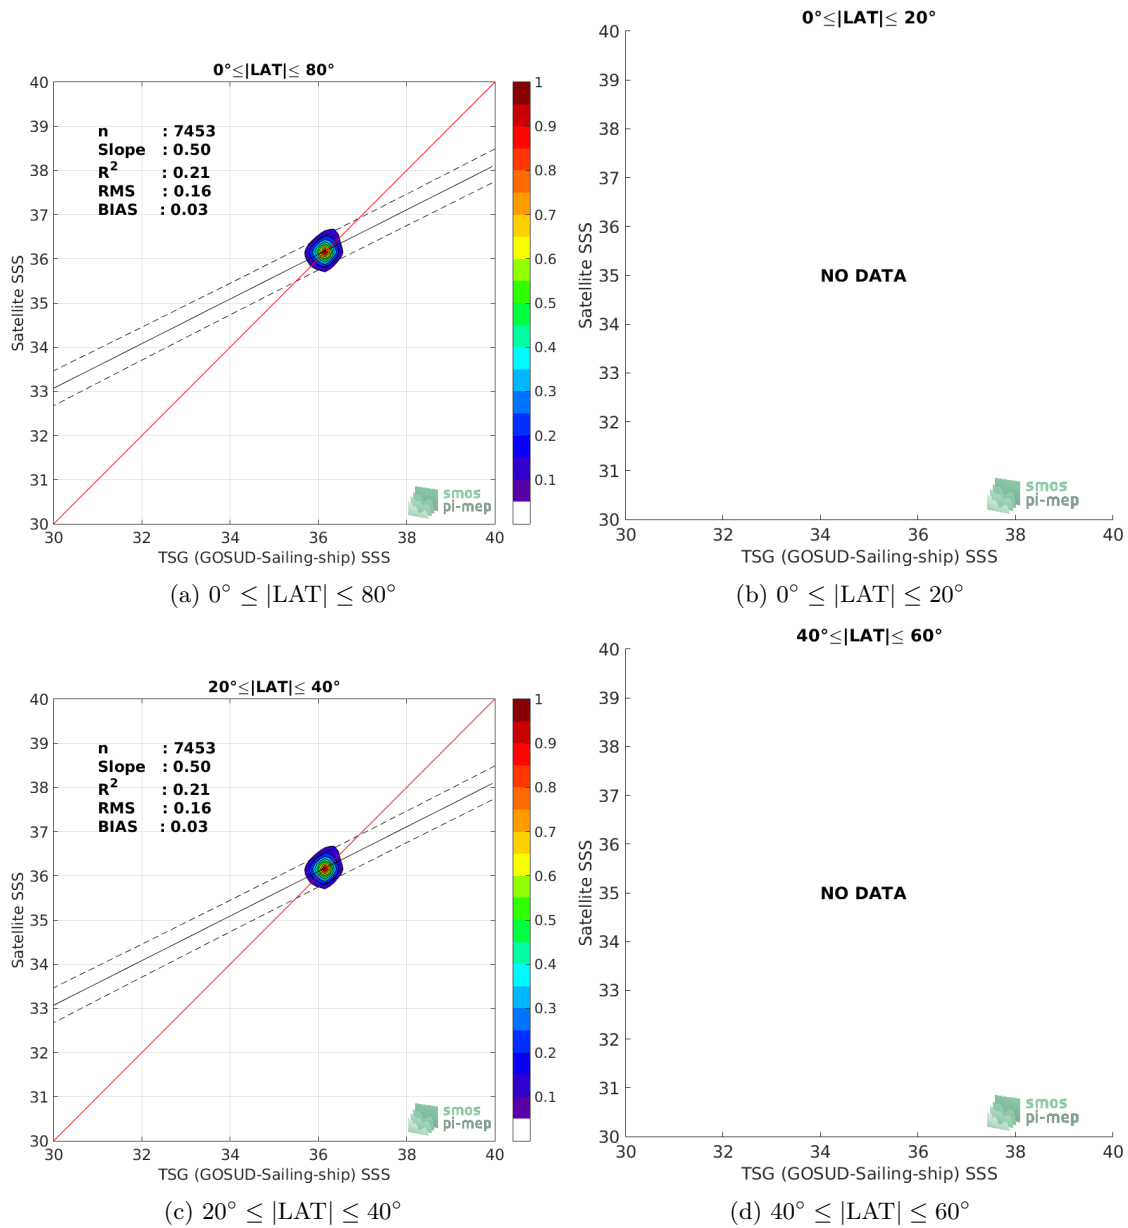 0°≤|LAT|≤ 80°
40
39
38
37
36
35
34
33
32
31
30
Satellite SSS
n : 7453
Slope : 0.50
R2 : 0.21
RMS : 0.16
BIAS : 0.03
smos
pi-mep
30 32 34 36 38 40
TSG (GOSUD-Sailing-ship) SSS
1
0.9
0.8
0.7
0.6
0.5
0.4
0.3
0.2
0.1
(a) 0° ≤ |LAT| ≤ 80°
0°≤|LAT|≤ 20°
40
39
38
37
36
35
34
33
32
31
30
Satellite SSS
NO DATA
smos
pi-mep
30 32 34 36 38 40
TSG (GOSUD-Sailing-ship) SSS
(b) 0° ≤ |LAT| ≤ 20°
20°≤|LAT|≤ 40°
40
39
38
37
36
35
34
33
32
31
30
Satellite SSS
n : 7453
Slope : 0.50
R2 : 0.21
RMS : 0.16
BIAS : 0.03
smos
pi-mep
30 32 34 36 38 40
TSG (GOSUD-Sailing-ship) SSS
1
0.9
0.8
0.7
0.6
0.5
0.4
0.3
0.2
0.1
(c) 20° ≤ |LAT| ≤ 40°
40°≤|LAT|≤ 60°
40
39
38
37
36
35
34
33
32
31
30
Satellite SSS
NO DATA
smos
pi-mep
30 32 34 36 38 40
TSG (GOSUD-Sailing-ship) SSS
(d) 40° ≤ |LAT| ≤ 60°